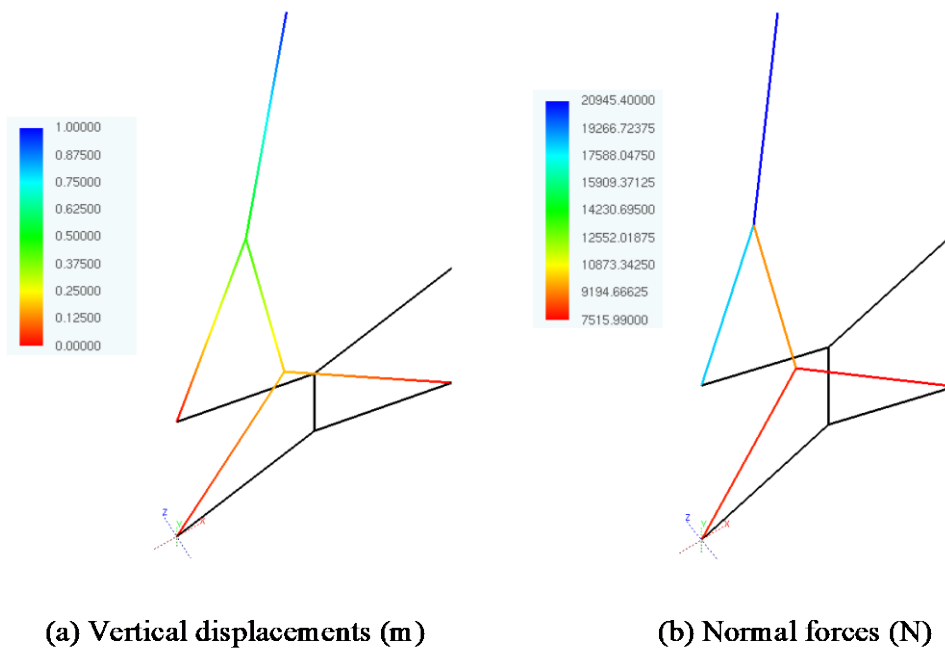 1.00000
0.87500
0.75000
0.62500
0.50000
0.37500
0.25000
0.12500
0.00000
Z
Y
X
20945.40000
19266.72375
17588.04750
15909.37125
14230.69500
12552.01875
10873.34250
9194.66625
7515.99000
Z
Y
X
(a) Vertical displacements (m)
(b) Normal forces (N)